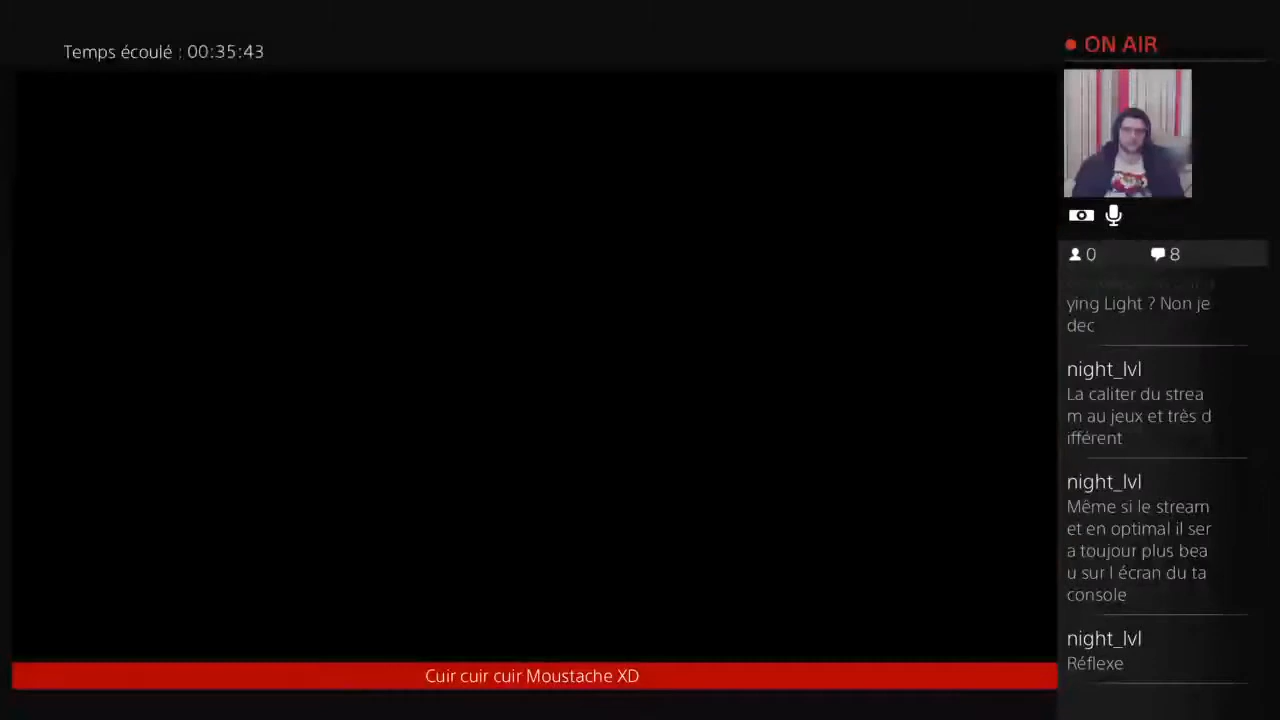 Temps écoulé : 00:35:43
ON AIR
0
8
ying Light ? Non je
dec
night_lvl
La caliter du strea
m au jeux et très d
ifférent
night_lvl
Même si le stream
et en optimal il ser
a toujour plus bea
u sur l écran du ta
console
night_lvl
Réflexe
Cuir cuir cuir Moustache XD